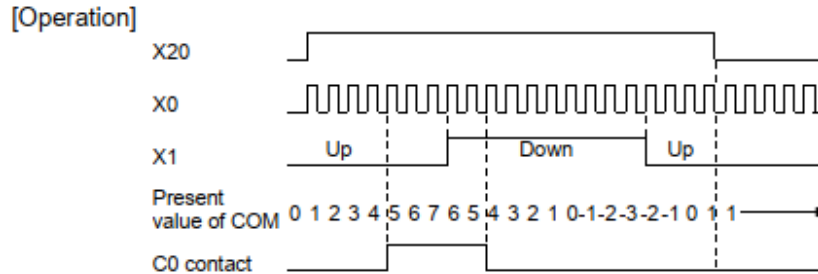 [Operation]
X20
X0
X1 Up Down Up
Present
value of COM 0 1 2 3 4 5 6 7 6 5 4 3 2 1 0-1-2-3-2-1 0 1 1
C0 contact